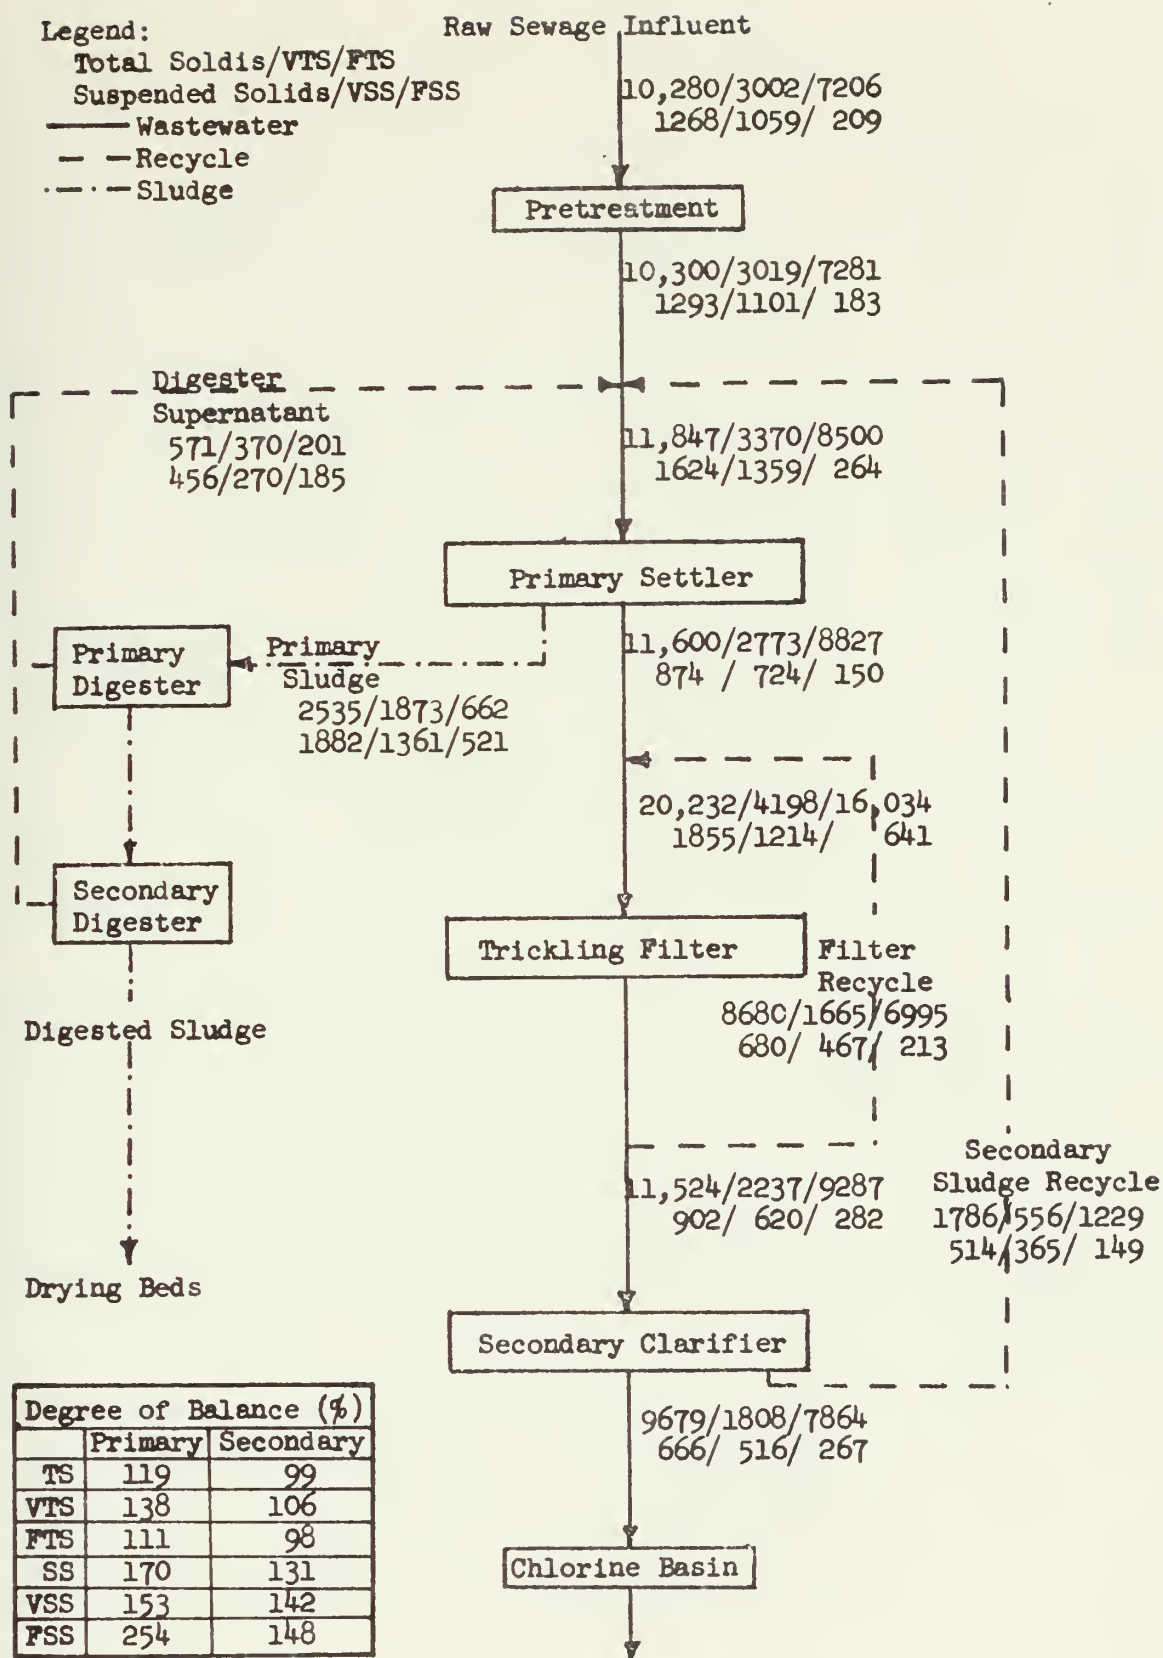 Legend:
Total Soldis/VTS/FTS
Suspended Solids/VSS/FSS
Wastewater
Recycle
Sludge
Raw Sewage Influent
10,280/3002/7206
1268/1059/ 209
Pretreatment
10,300/3019/7281
1293/1101/ 183
Digester
Supernatant
571/370/201
456/270/185
11,847/3370/8500
1624/1359/ 264
Primary Settler
Primary
Digester
Primary
Sludge
2535/1873/662
1882/1361/521
11,600/2773/8827
874 / 724/ 150
20,232/4198/16,034
1855/1214/ 641
Secondary
Digester
Trickling Filter
Filter
Recycle
8680/1665/6995
680/ 467/ 213
Digested Sludge
11,524/2237/9287
902/ 620/ 282
Secondary
Sludge Recycle
1786/556/1229
514/365/ 149
Drying Beds
Secondary Clarifier
9679/1808/7864
666/ 516/ 267
Degree of Balance (%)
Primary Secondary
TS 119 99
VTS 138 106
FTS 111 98
SS 170 131
VSS 153 142
FSS 254 148
Chlorine Basin